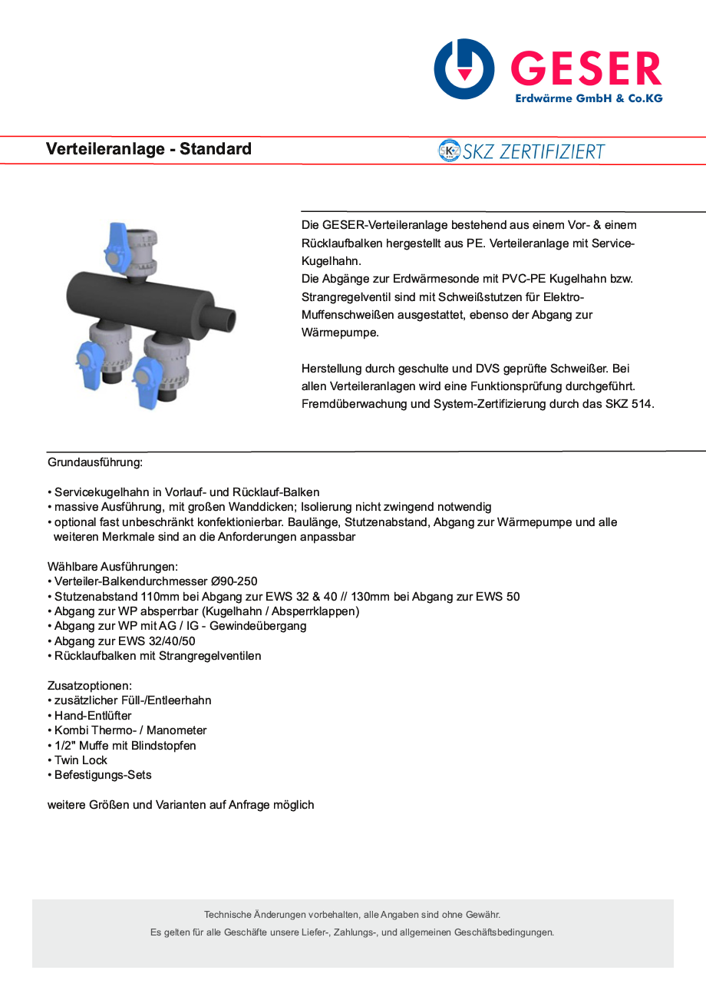 GESER
Erdwärme GmbH & Co.KG
Verteileranlage - Standard
SKZ
SKZ ZERTIFIZIERT
Die GESER-Verteileranlage bestehend aus einem Vor- & einem
Rücklaufbalken hergestellt aus PE. Verteileranlage mit Service-
Kugelhahn.
Die Abgänge zur Erdwärmesonde mit PVC-PE Kugelhahn bzw.
Strangregelventil sind mit Schweißstutzen für Elektro-
Muffenschweißen ausgestattet, ebenso der Abgang zur
Wärmepumpe.
Herstellung durch geschulte und DVS geprüfte Schweißer. Bei
allen Verteileranlagen wird eine Funktionsprüfung durchgeführt.
Fremdüberwachung und System-Zertifizierung durch das SKZ 514.
Grundausführung:
• Servicekugelhahn in Vorlauf- und Rücklauf-Balken
• massive Ausführung, mit großen Wanddicken; Isolierung nicht zwingend notwendig
• optional fast unbeschränkt konfektionierbar. Baulänge, Stutzenabstand, Abgang zur Wärmepumpe und alle
weiteren Merkmale sind an die Anforderungen anpassbar
Wählbare Ausführungen:
• Verteiler-Balkendurchmesser Ø90-250
• Stutzenabstand 110mm bei Abgang zur EWS 32 & 40 // 130mm bei Abgang zur EWS 50
• Abgang zur WP absperrbar (Kugelhahn / Absperrklappen)
• Abgang zur WP mit AG / IG - Gewindeübergang
• Abgang zur EWS 32/40/50
• Rücklaufbalken mit Strangregelventilen
Zusatzoptionen:
• zusätzlicher Füll-/Entleerhahn
• Hand-Entlüfter
• Kombi Thermo- / Manometer
• 1/2" Muffe mit Blindstopfen
• Twin Lock
• Befestigungs-Sets
weitere Größen und Varianten auf Anfrage möglich
Technische Änderungen vorbehalten, alle Angaben sind ohne Gewähr.
Es gelten für alle Geschäfte unsere Liefer-, Zahlungs-, und allgemeinen Geschäftsbedingungen.